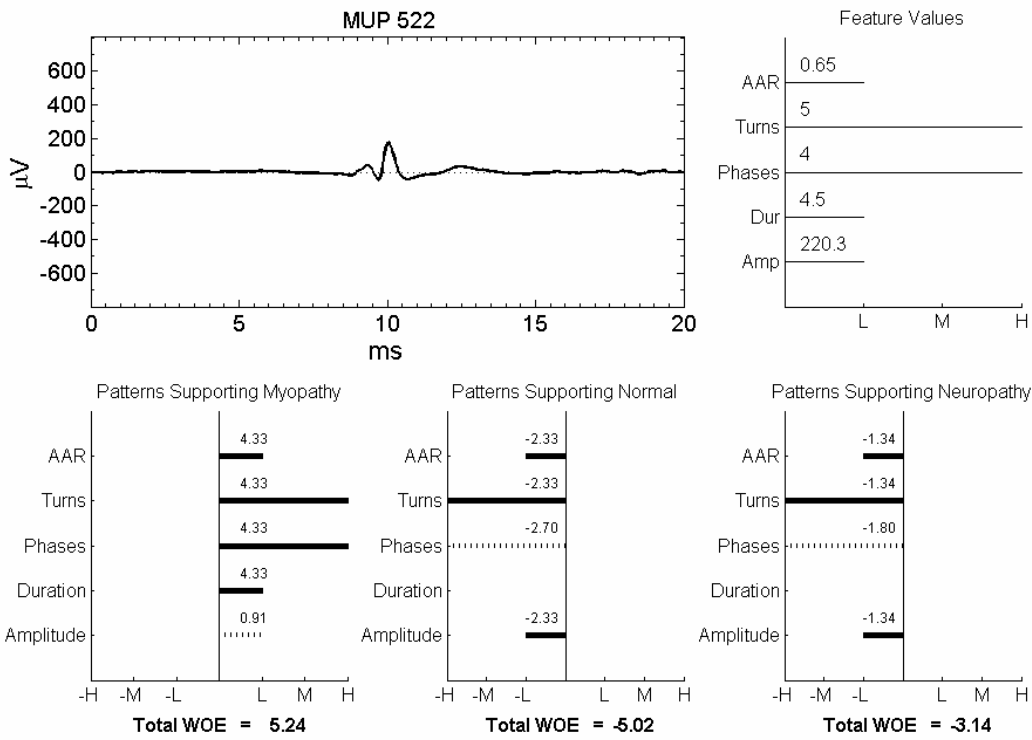 MUP 522
600
400
200
0
-200
-400
-600
µV
0 5 10 15 20
ms
Feature Values
AAR 0.65
Turns 5
Phases 4
Dur 4.5
Amp 220.3
L M H
Patterns Supporting Myopathy
AAR 4.33
Turns 4.33
Phases 4.33
Duration 4.33
Amplitude 0.91
-H -M -L L M H
Total WOE = 5.24
Patterns Supporting Normal
AAR -2.33
Turns -2.33
Phases -2.70
Duration
Amplitude -2.33
-H -M -L L M H
Total WOE = -5.02
Patterns Supporting Neuropathy
AAR -1.34
Turns -1.34
Phases -1.80
Duration
Amplitude -1.34
-H -M -L L M H
Total WOE = -3.14